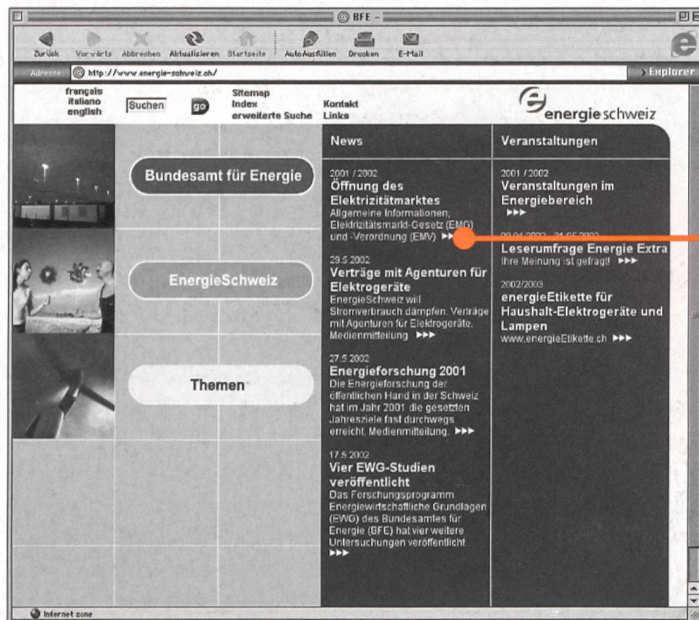 @ BFE –
Zurück Vorwärts Abbrechen Aktualisieren Startseite AutoAusfüllen Drucken E-Mail
Adresse @ http://www.energie-schweiz.ch/ > Explorer
français
italiano
english
Suchen
go
Sitemap
Index
erweiterte Suche
Kontakt
Links
energie schweiz
Bundesamt für Energie
EnergieSchweiz
Themen
News
2001 / 2002
Öffnung des
Elektrizitätmarktes
Allgemeine Informationen,
Elektrizitätsmarkt-Gesetz (EMG)
und -Verordnung (EMV) ►►►
29.5.2002
Verträge mit Agenturen für
Elektrogeräte
EnergieSchweiz will
Stromverbrauch dämpfen. Verträge
mit Agenturen für Elektrogeräte.
Medienmitteilung ►►►
27.5.2002
Energieforschung 2001
Die Energieforschung der
öffentlichen Hand in der Schweiz
hat im Jahr 2001 die gesetzten
Jahresziele fast durchwegs
erreicht. Medienmitteilung. ►►►
17.5.2002
Vier EWG-Studien
veröffentlicht
Das Forschungsprogramm
Energiewirtschaftliche Grundlagen
(EWG) des Bundesamtes für
Energie (BFE) hat vier weitere
Untersuchungen veröffentlicht.
►►►
Veranstaltungen
2001 / 2002
Veranstaltungen im
Energiebereich
►►►
Leserumfrage Energie Extra
Ihre Meinung ist gefragt! ►►►
2002/2003
energieEtikette für
Haushalt-Elektrogeräte und
Lampen
www.energieEtikette.ch ►►►
Internet zone